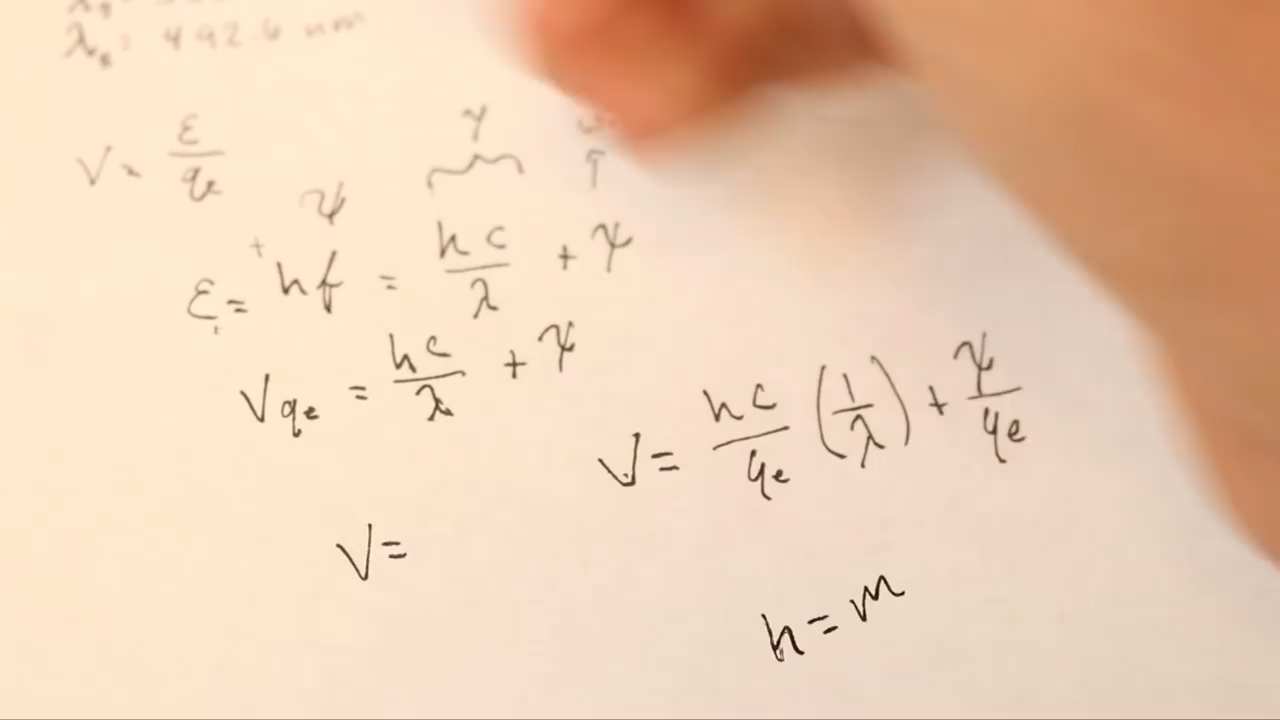 λ₅: 492.6 nm
V = ε/qe
γ
ψ
ε = hf = hc/λ + ψ
Vqe = hc/λ + ψ
V = hc/qe (1/λ) + ψ/qe
V =
h = m